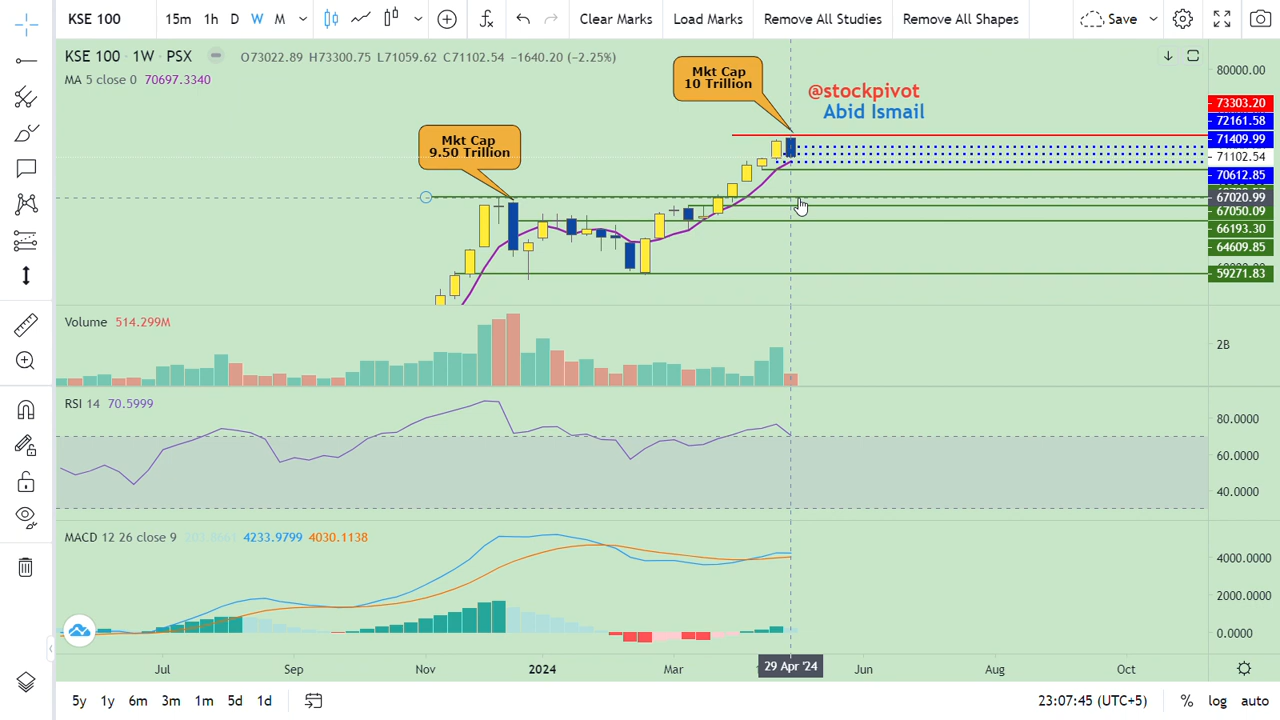 KSE 100 15m 1h D W M Clear Marks Load Marks Remove All Studies Remove All Shapes Save
KSE 100 1W PSX O73022.89 H73300.75 L71059.62 C71102.54 −1640.20 (−2.25%)
MA 5 close 0 70697.3340
Mkt Cap
10 Trillion
@stockpivot
Abid Ismail
Mkt Cap
9.50 Trillion
80000.00
73303.20
72161.58
71409.99
71102.54
70612.85
67020.99
67050.09
66193.30
64609.85
59271.83
Volume 514.299M
2B
RSI 14 70.5999
80.0000
60.0000
40.0000
MACD 12 26 close 9 203.8661 4233.9799 4030.1138
4000.0000
2000.0000
0.0000
Jul Sep Nov 2024 Mar 29 Apr '24 Jun Aug Oct
5y 1y 6m 3m 1m 5d 1d 23:07:45 (UTC+5) % log auto